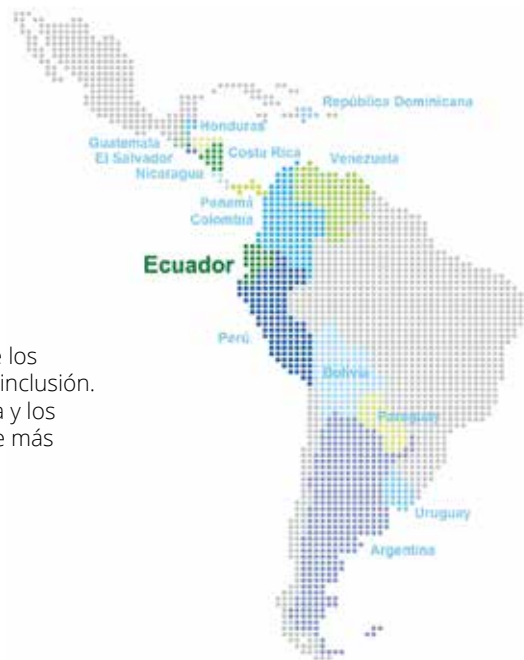 República Dominicana
Honduras
Guatemala
El Salvador
Costa Rica
Venezuela
Nicaragua
Panamá
Colombia
Ecuador
Perú
e los
inclusión.
Bolivia
a y los
e más
Paraguay
Uruguay
Argentina